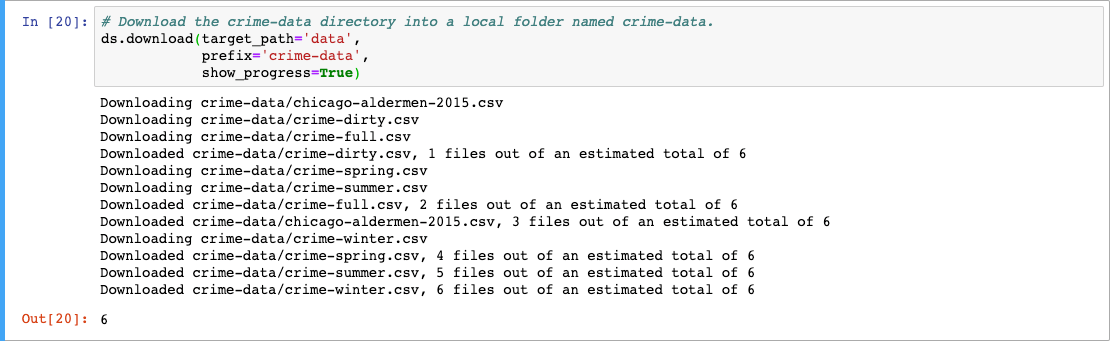 In [20]: # Download the crime-data directory into a local folder named crime-data.
ds.download(target_path='data',
            prefix='crime-data',
            show_progress=True)
Downloading crime-data/chicago-aldermen-2015.csv
Downloading crime-data/crime-dirty.csv
Downloading crime-data/crime-full.csv
Downloaded crime-data/crime-dirty.csv, 1 files out of an estimated total of 6
Downloading crime-data/crime-spring.csv
Downloading crime-data/crime-summer.csv
Downloaded crime-data/crime-full.csv, 2 files out of an estimated total of 6
Downloaded crime-data/chicago-aldermen-2015.csv, 3 files out of an estimated total of 6
Downloading crime-data/crime-winter.csv
Downloaded crime-data/crime-spring.csv, 4 files out of an estimated total of 6
Downloaded crime-data/crime-summer.csv, 5 files out of an estimated total of 6
Downloaded crime-data/crime-winter.csv, 6 files out of an estimated total of 6
Out[20]: 6